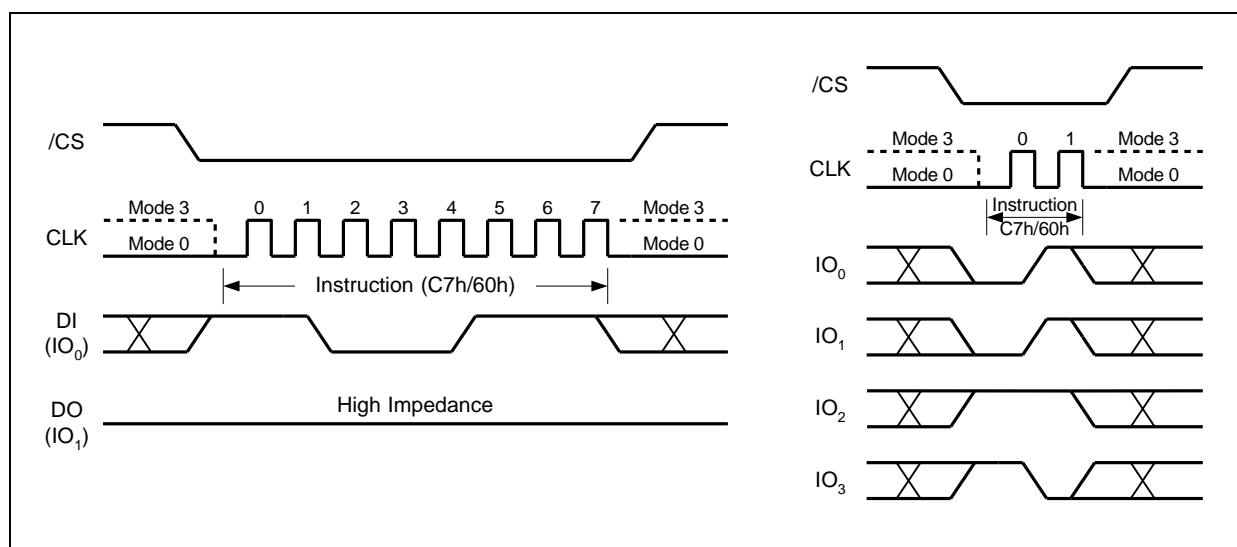 /CS
Mode 3 0 1 2 3 4 5 6 7 Mode 3
CLK Mode 0 Mode 0
Instruction (C7h/60h)
DI
(IO0)
High Impedance
DO
(IO1)
/CS
Mode 3 0 1 Mode 3
CLK Mode 0 Mode 0
Instruction
C7h/60h
IO0
IO1
IO2
IO3